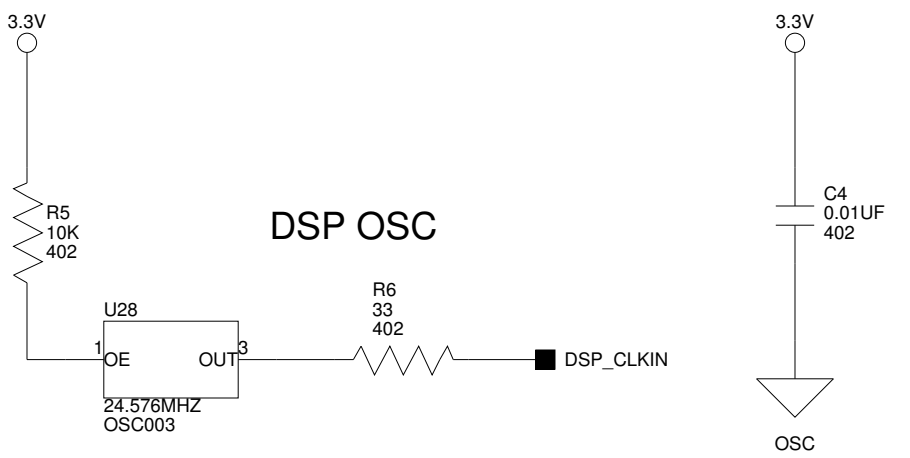 3.3V
3.3V
R5
10K
402
DSP OSC
C4
0.01UF
402
R6
33
402
U28
1
OE
OUT
3
DSP_CLKIN
24.576MHZ
OSC003
OSC